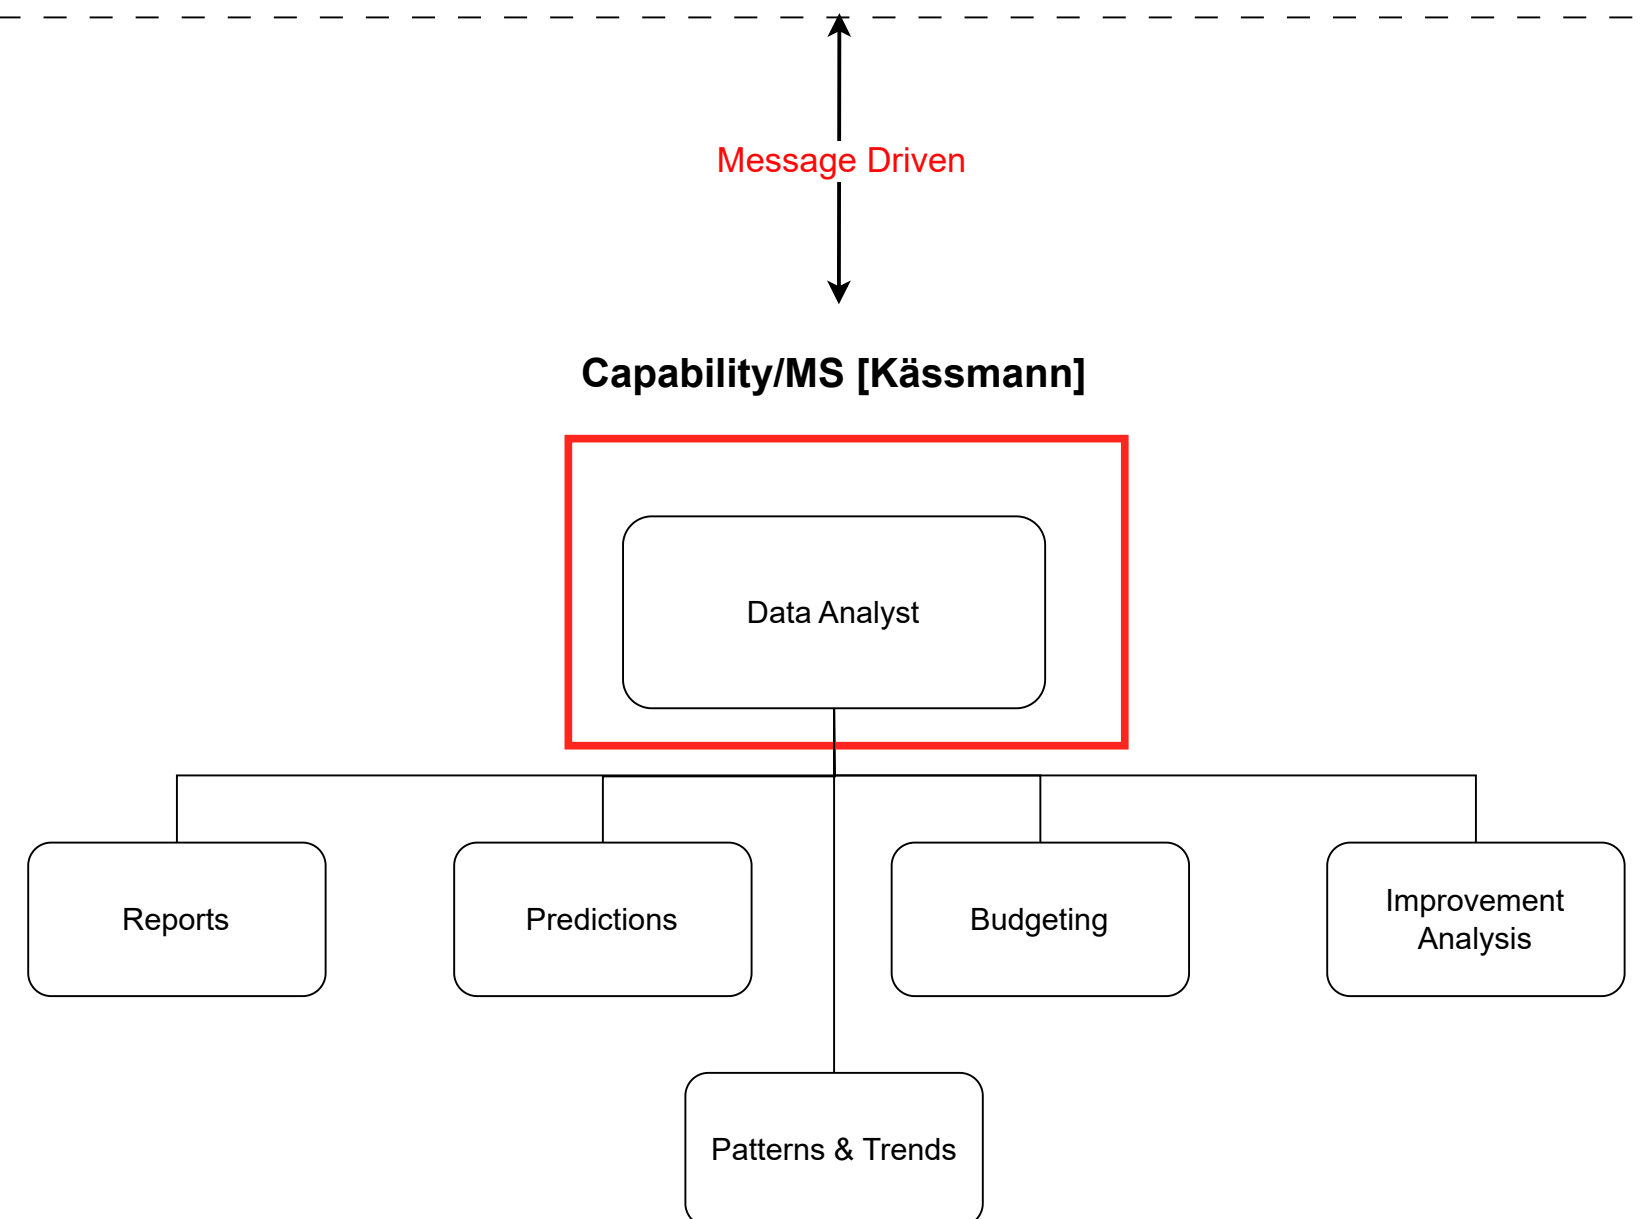 Message Driven
Capability/MS [Kässmann]
Data Analyst
Reports
Predictions
Budgeting
Improvement
Analysis
Patterns & Trends